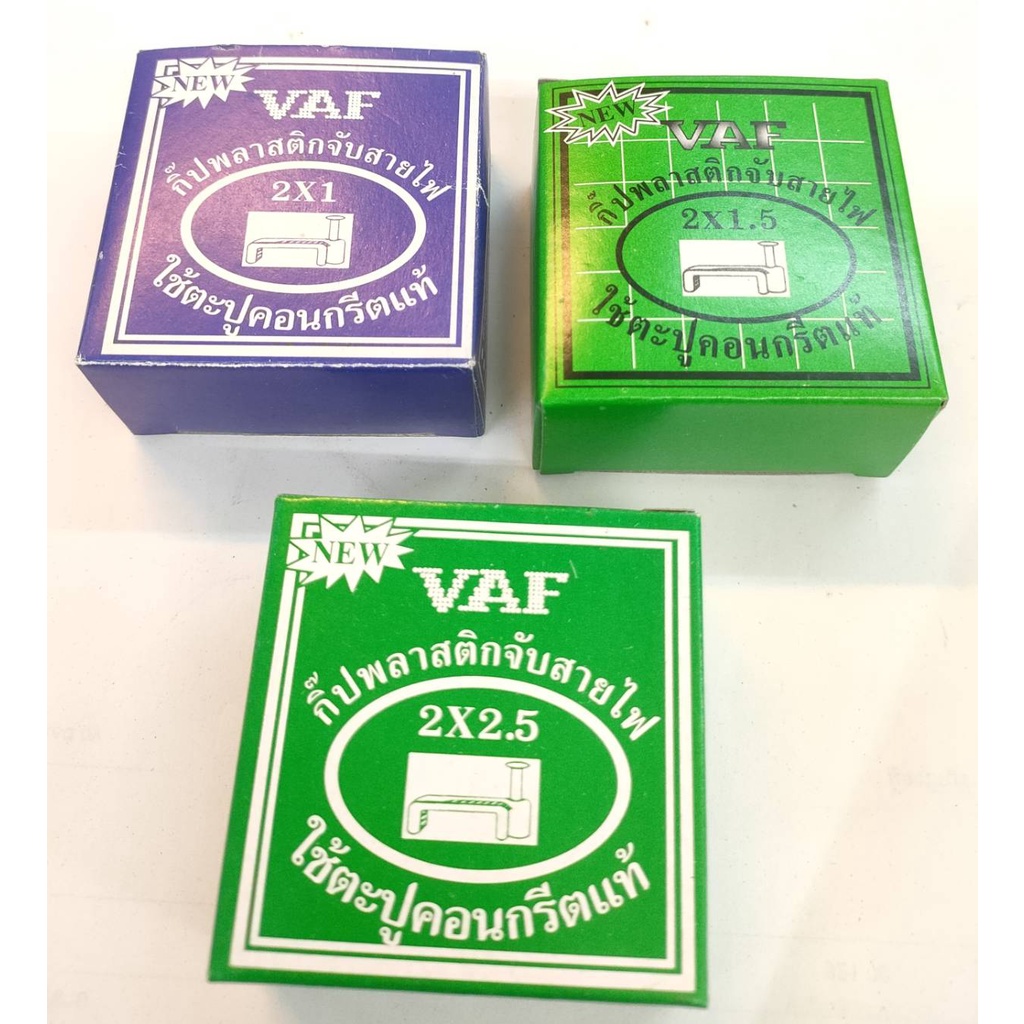 NEW
VAF
กิ๊ปพลาสติกจับสายไฟ
2X1
ใช้ตะปูคอนกรีตแท้
NEW
VAF
กิ๊ปพลาสติกจับสายไฟ
2X1.5
ใช้ตะปูคอนกรีตแท้
NEW
VAF
กิ๊ปพลาสติกจับสายไฟ
2X2.5
ใช้ตะปูคอนกรีตแท้